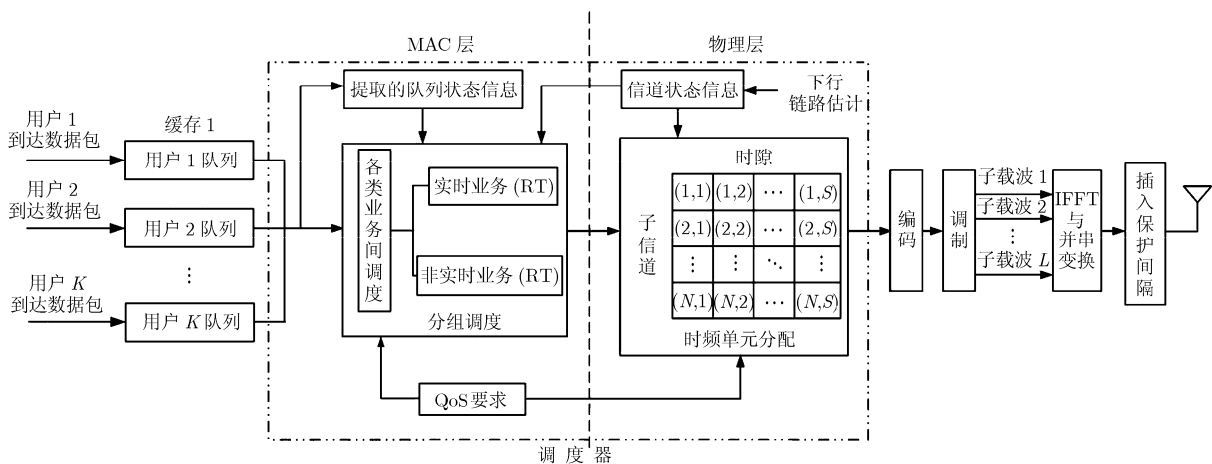 MAC 层
物理层
提取的队列状态信息
信道状态信息
下行
链路估计
用户 1
到达数据包
缓存 1
用户 1 队列
用户 2
到达数据包
用户 2 队列
⋮
用户 K
到达数据包
用户 K 队列
各类业务间调度
实时业务 (RT)
非实时业务 (RT)
分组调度
时隙
子信道
(1,1) (1,2) ⋯ (1,S)
(2,1) (2,2) ⋯ (2,S)
⋮ ⋮ ⋱ ⋮
(N,1) (N,2) ⋯ (N,S)
时频单元分配
QoS 要求
调 度 器
编码
调制
子载波 1
子载波 2
⋮
子载波 L
IFFT
与
并串
变换
插入保护间隔